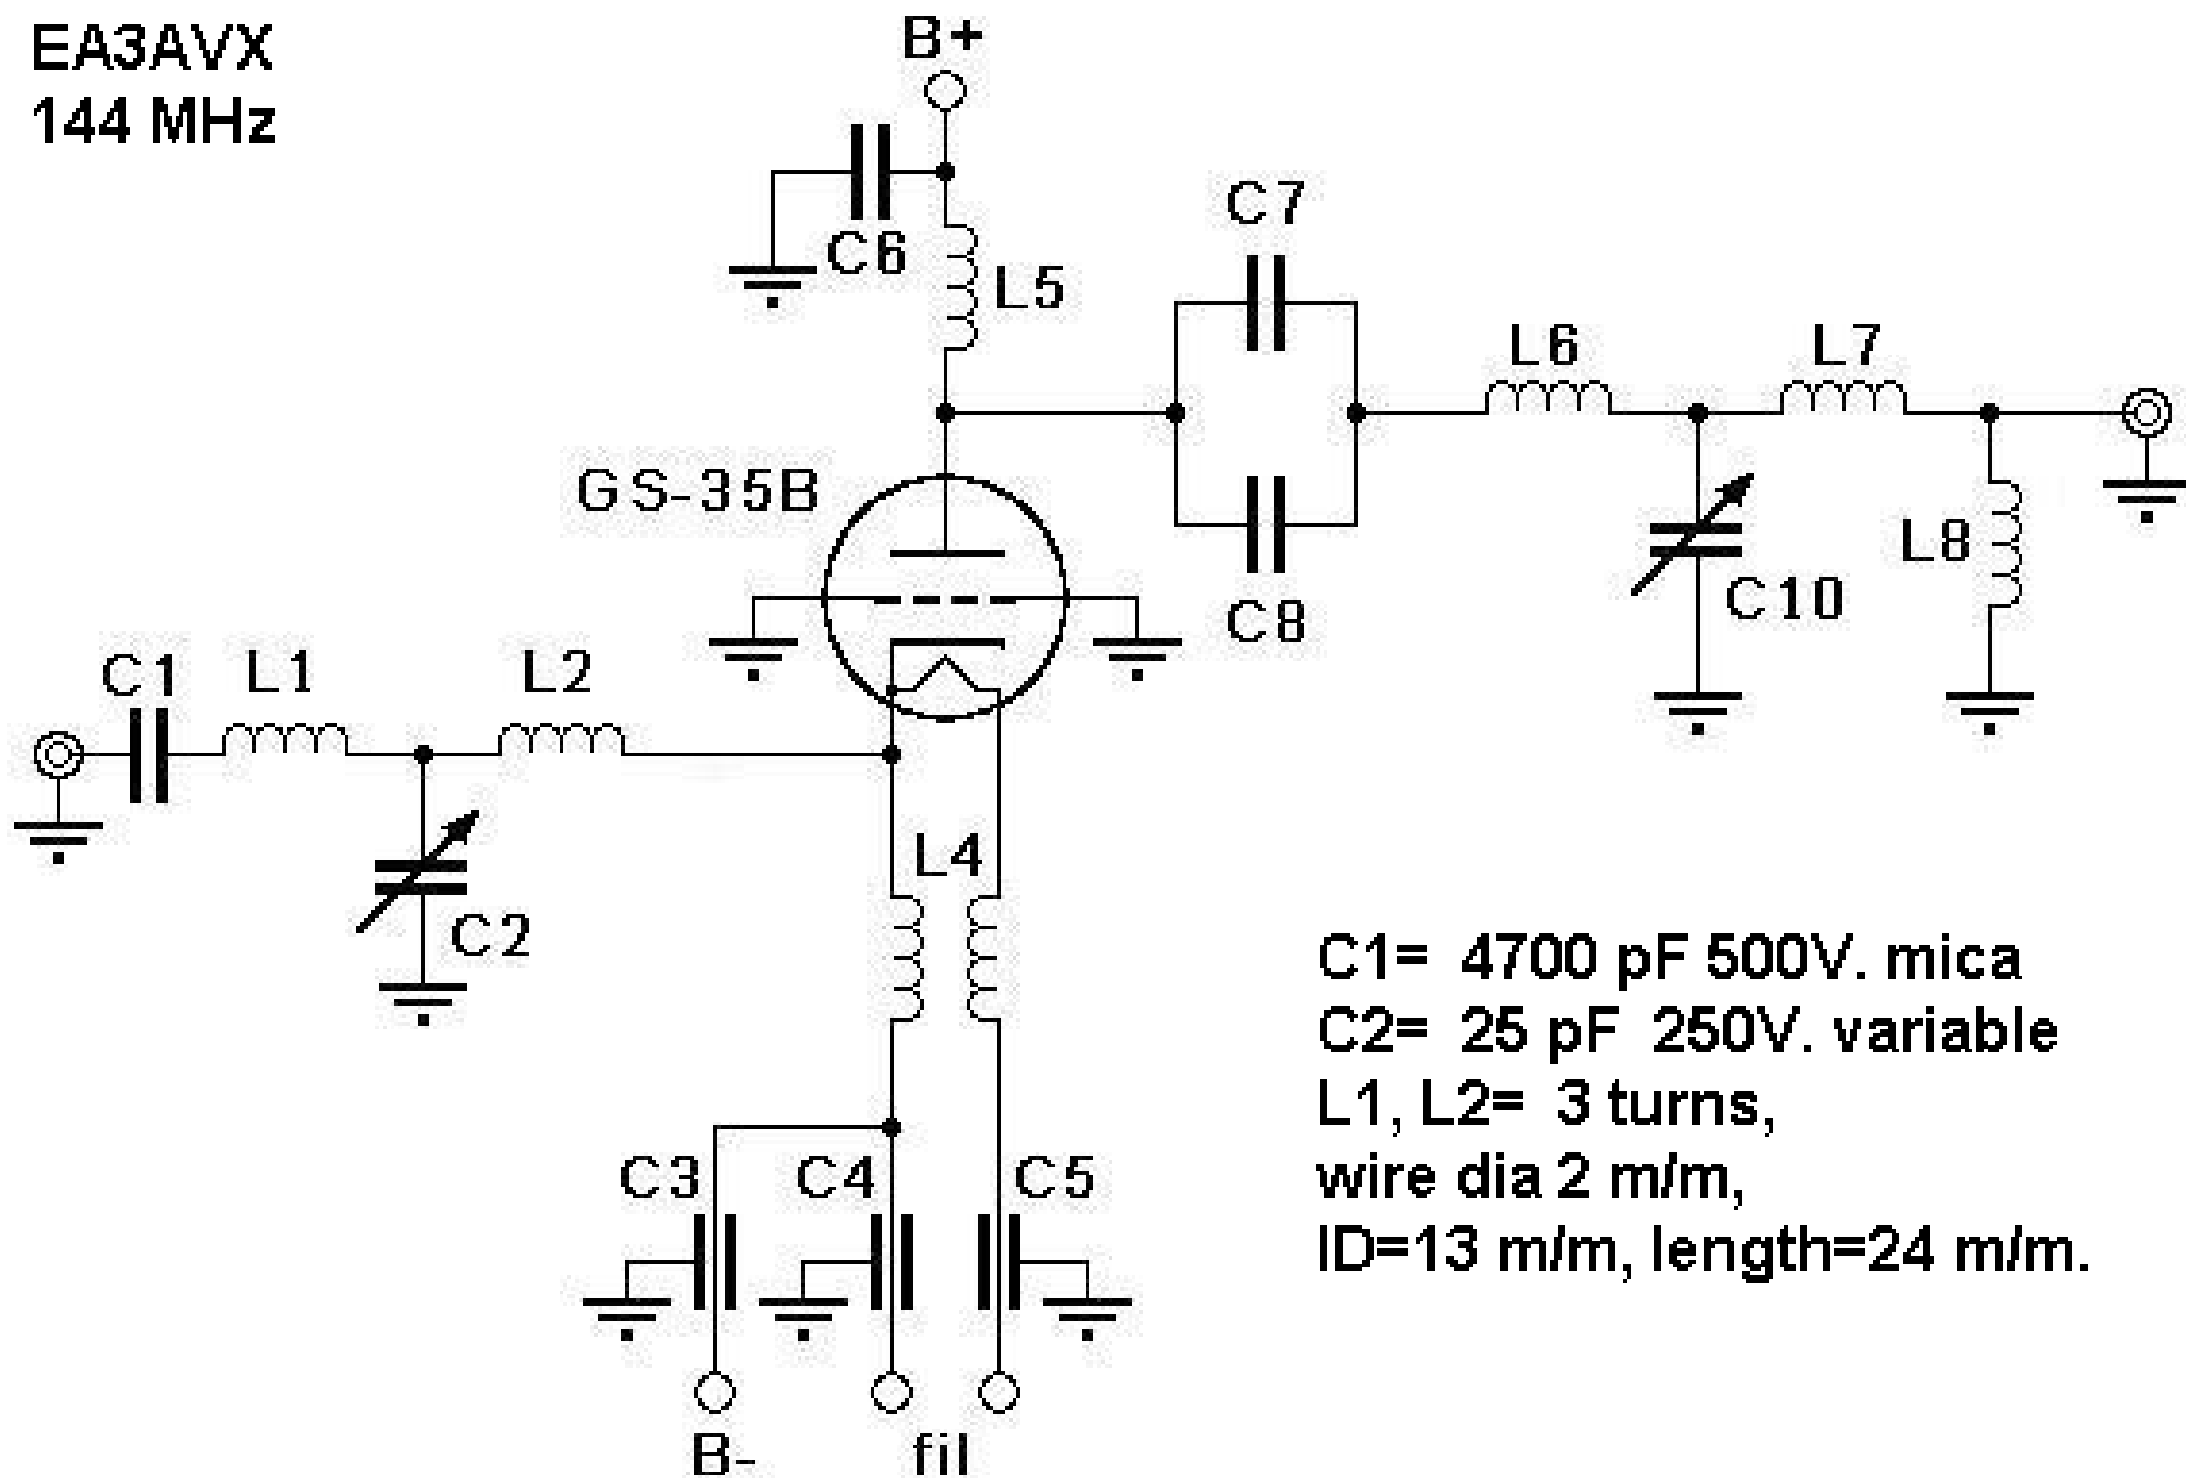 EA3AVX
144 MHz
B+
C6
L5
C7
C8
L6
L7
L8
C10
GS-35B
C1
L1
L2
C2
L4
C3
C4
C5
B-
fil
C1= 4700 pF 500V. mica
C2= 25 pF 250V. variable
L1, L2= 3 turns,
wire dia 2 m/m,
ID=13 m/m, length=24 m/m.